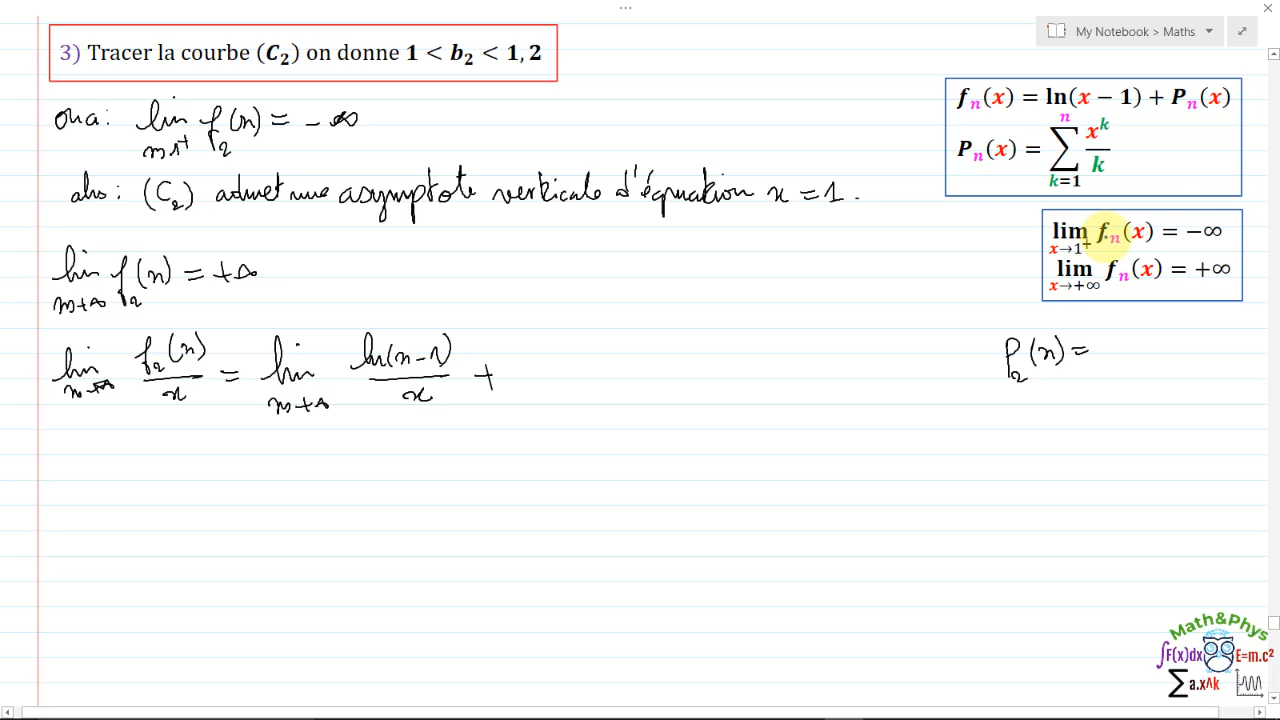 ...
My Notebook > Maths
3) Tracer la courbe (C₂) on donne 1 < b₂ < 1,2
fₙ(x) = ln(x − 1) + Pₙ(x)
Pₙ(x) = ∑ₖ₌₁ⁿ xᵏ/k
on a : lim x→1⁺ f₂(x) = −∞
alors : (C₂) admet une asymptote verticale d'équation x = 1.
lim x→1⁺ fₙ(x) = −∞
lim x→+∞ fₙ(x) = +∞
lim x→+∞ f₂(x) = +∞
lim x→+∞ f₂(x)/x = lim x→+∞ ln(x−1)/x +
P₂(x) =
Math&Phys
∫F(x)dx E=m.c²
∑a.x^k